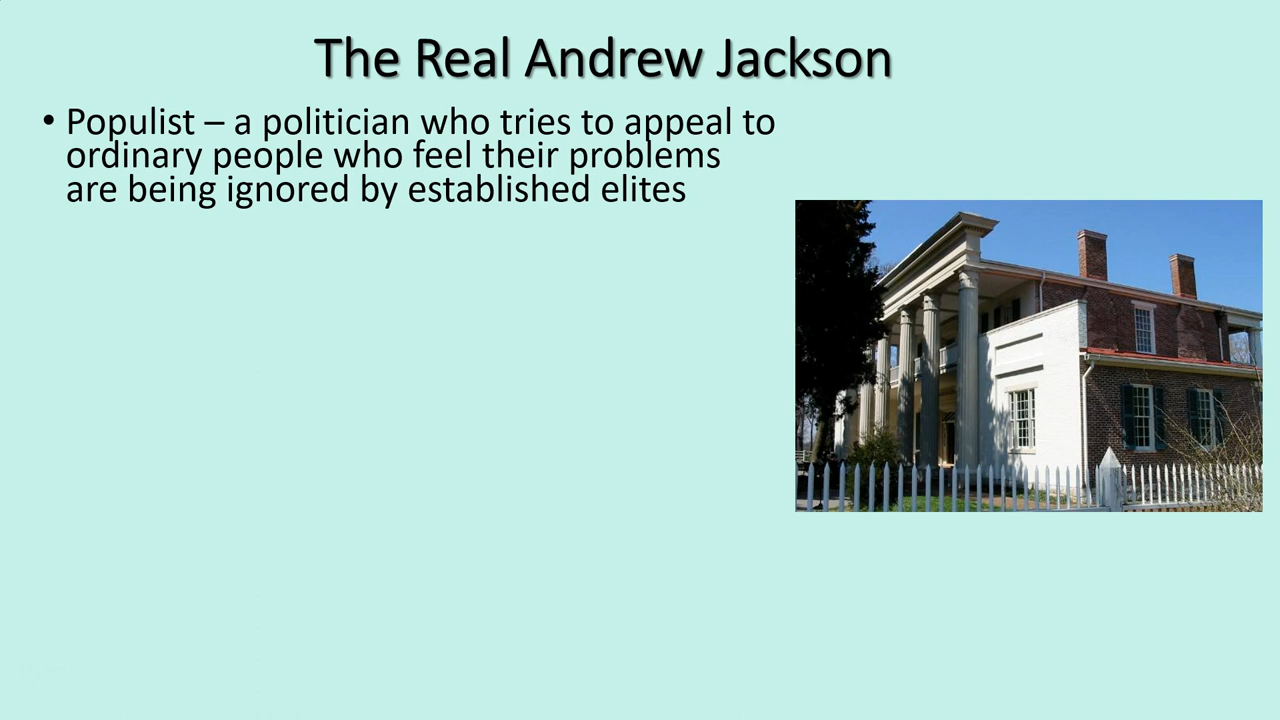 The Real Andrew Jackson
• Populist – a politician who tries to appeal to
ordinary people who feel their problems
are being ignored by established elites